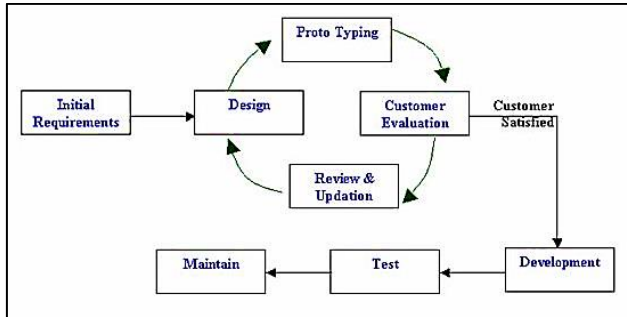 Proto Typing
Initial
Requirements
Design
Customer
Evaluation
Customer
Satisfied
Review &
Updation
Maintain
Test
Development